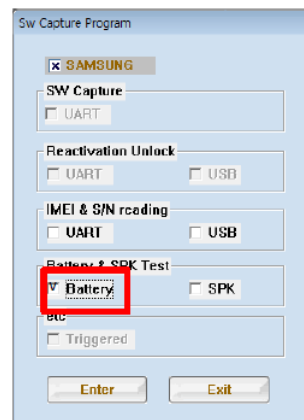 Sw Capture Program
SAMSUNG
SW Capture
UART
Reactivation Unlock
UART USB
IMEI & S/N reading
UART USB
Battery & SPK Test
Battery SPK
etc
Triggered
Enter Exit